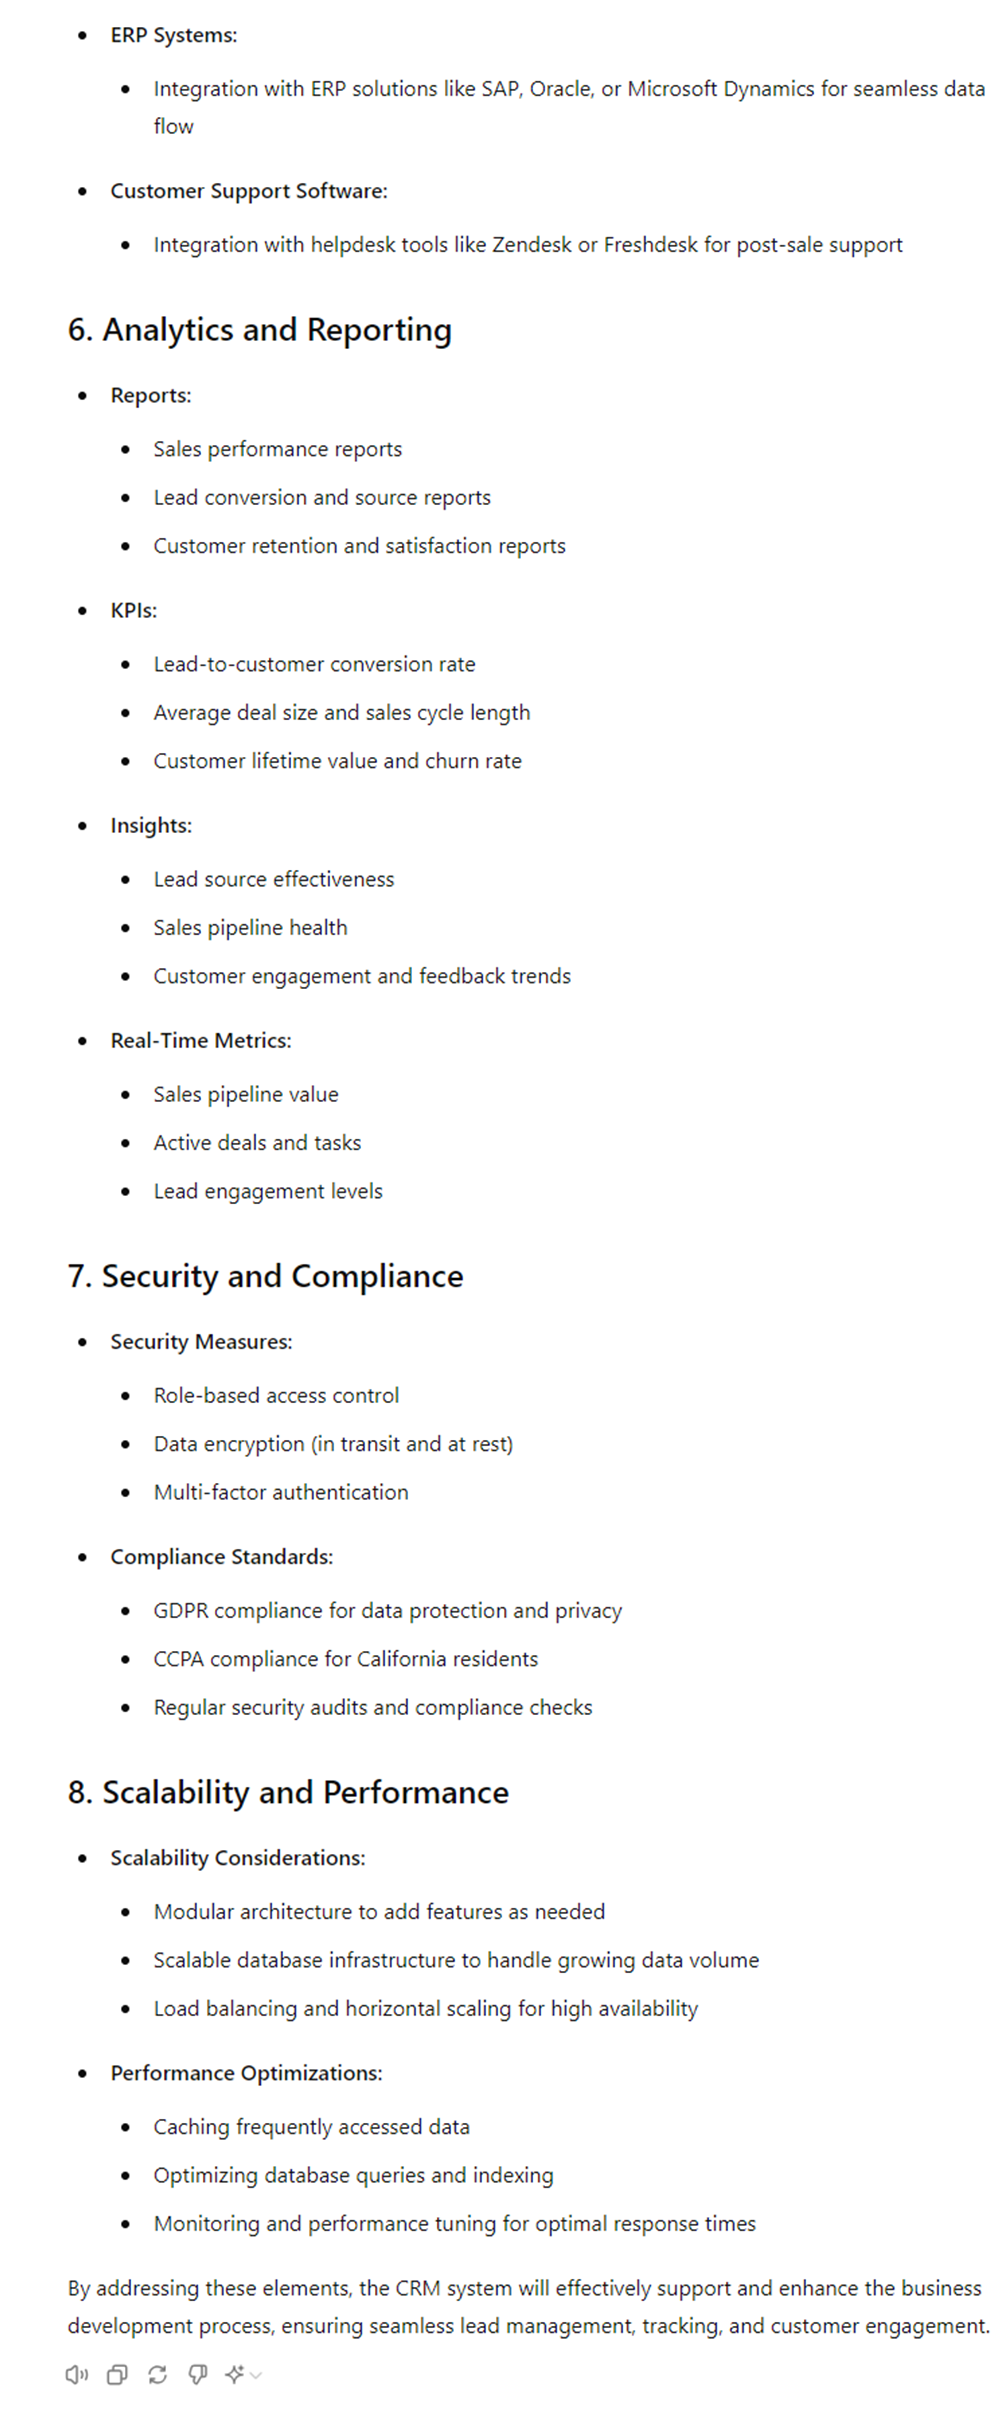 ERP Systems:
Integration with ERP solutions like SAP, Oracle, or Microsoft Dynamics for seamless data
flow
Customer Support Software:
Integration with helpdesk tools like Zendesk or Freshdesk for post-sale support
6. Analytics and Reporting
Reports:
Sales performance reports
Lead conversion and source reports
Customer retention and satisfaction reports
KPIs:
Lead-to-customer conversion rate
Average deal size and sales cycle length
Customer lifetime value and churn rate
Insights:
Lead source effectiveness
Sales pipeline health
Customer engagement and feedback trends
Real-Time Metrics:
Sales pipeline value
Active deals and tasks
Lead engagement levels
7. Security and Compliance
Security Measures:
Role-based access control
Data encryption (in transit and at rest)
Multi-factor authentication
Compliance Standards:
GDPR compliance for data protection and privacy
CCPA compliance for California residents
Regular security audits and compliance checks
8. Scalability and Performance
Scalability Considerations:
Modular architecture to add features as needed
Scalable database infrastructure to handle growing data volume
Load balancing and horizontal scaling for high availability
Performance Optimizations:
Caching frequently accessed data
Optimizing database queries and indexing
Monitoring and performance tuning for optimal response times
By addressing these elements, the CRM system will effectively support and enhance the business
development process, ensuring seamless lead management, tracking, and customer engagement.